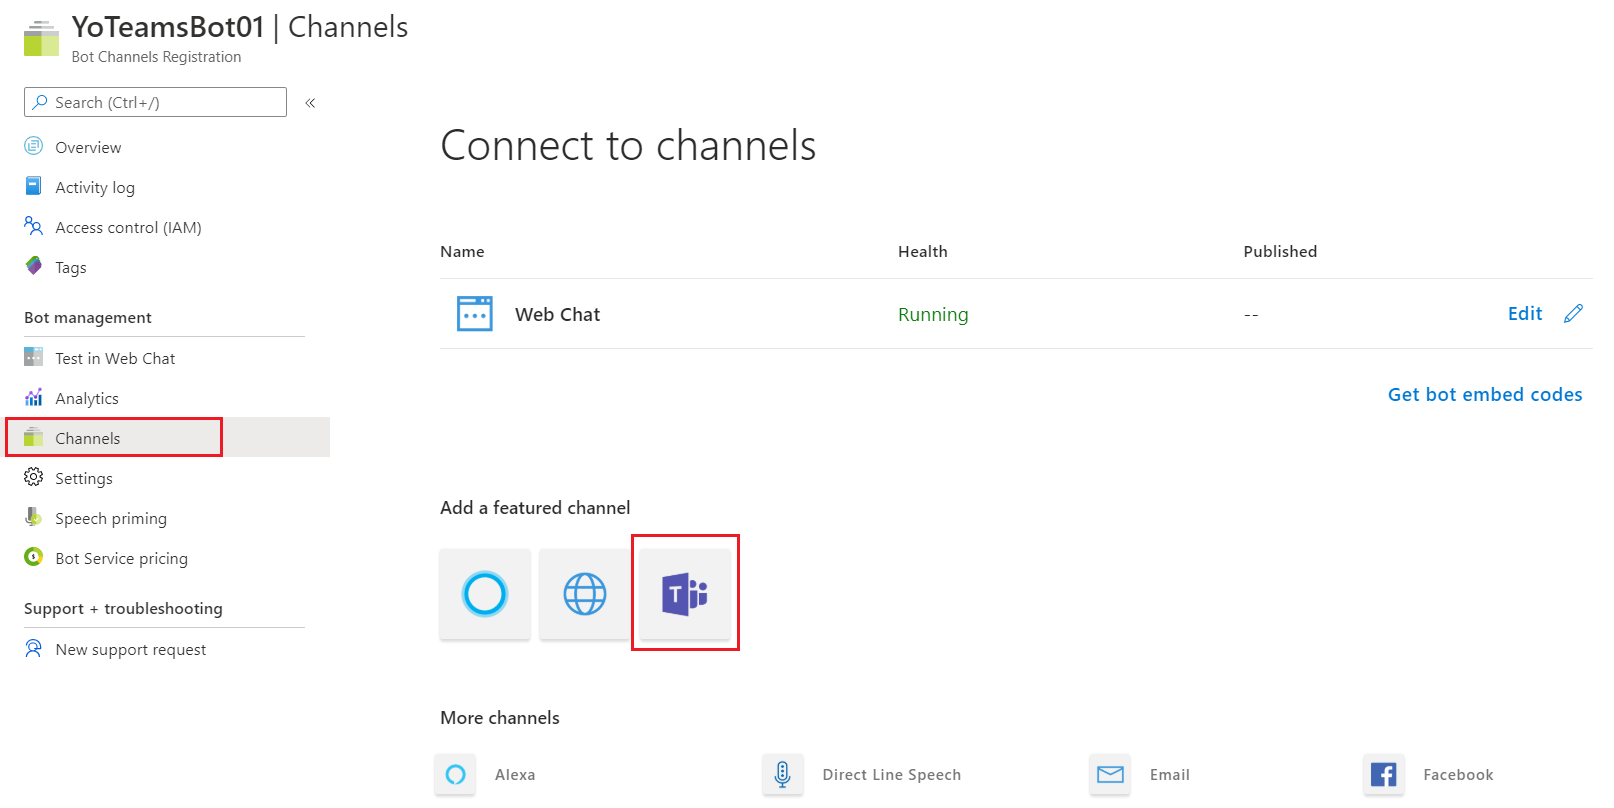 YoTeamsBot01 | Channels
Bot Channels Registration
Search (Ctrl+/)
«
Overview
Activity log
Access control (IAM)
Tags
Bot management
Test in Web Chat
Analytics
Channels
Settings
Speech priming
Bot Service pricing
Support + troubleshooting
New support request
Connect to channels
Name Health Published
Web Chat Running -- Edit
Get bot embed codes
Add a featured channel
T
More channels
Alexa Direct Line Speech Email Facebook